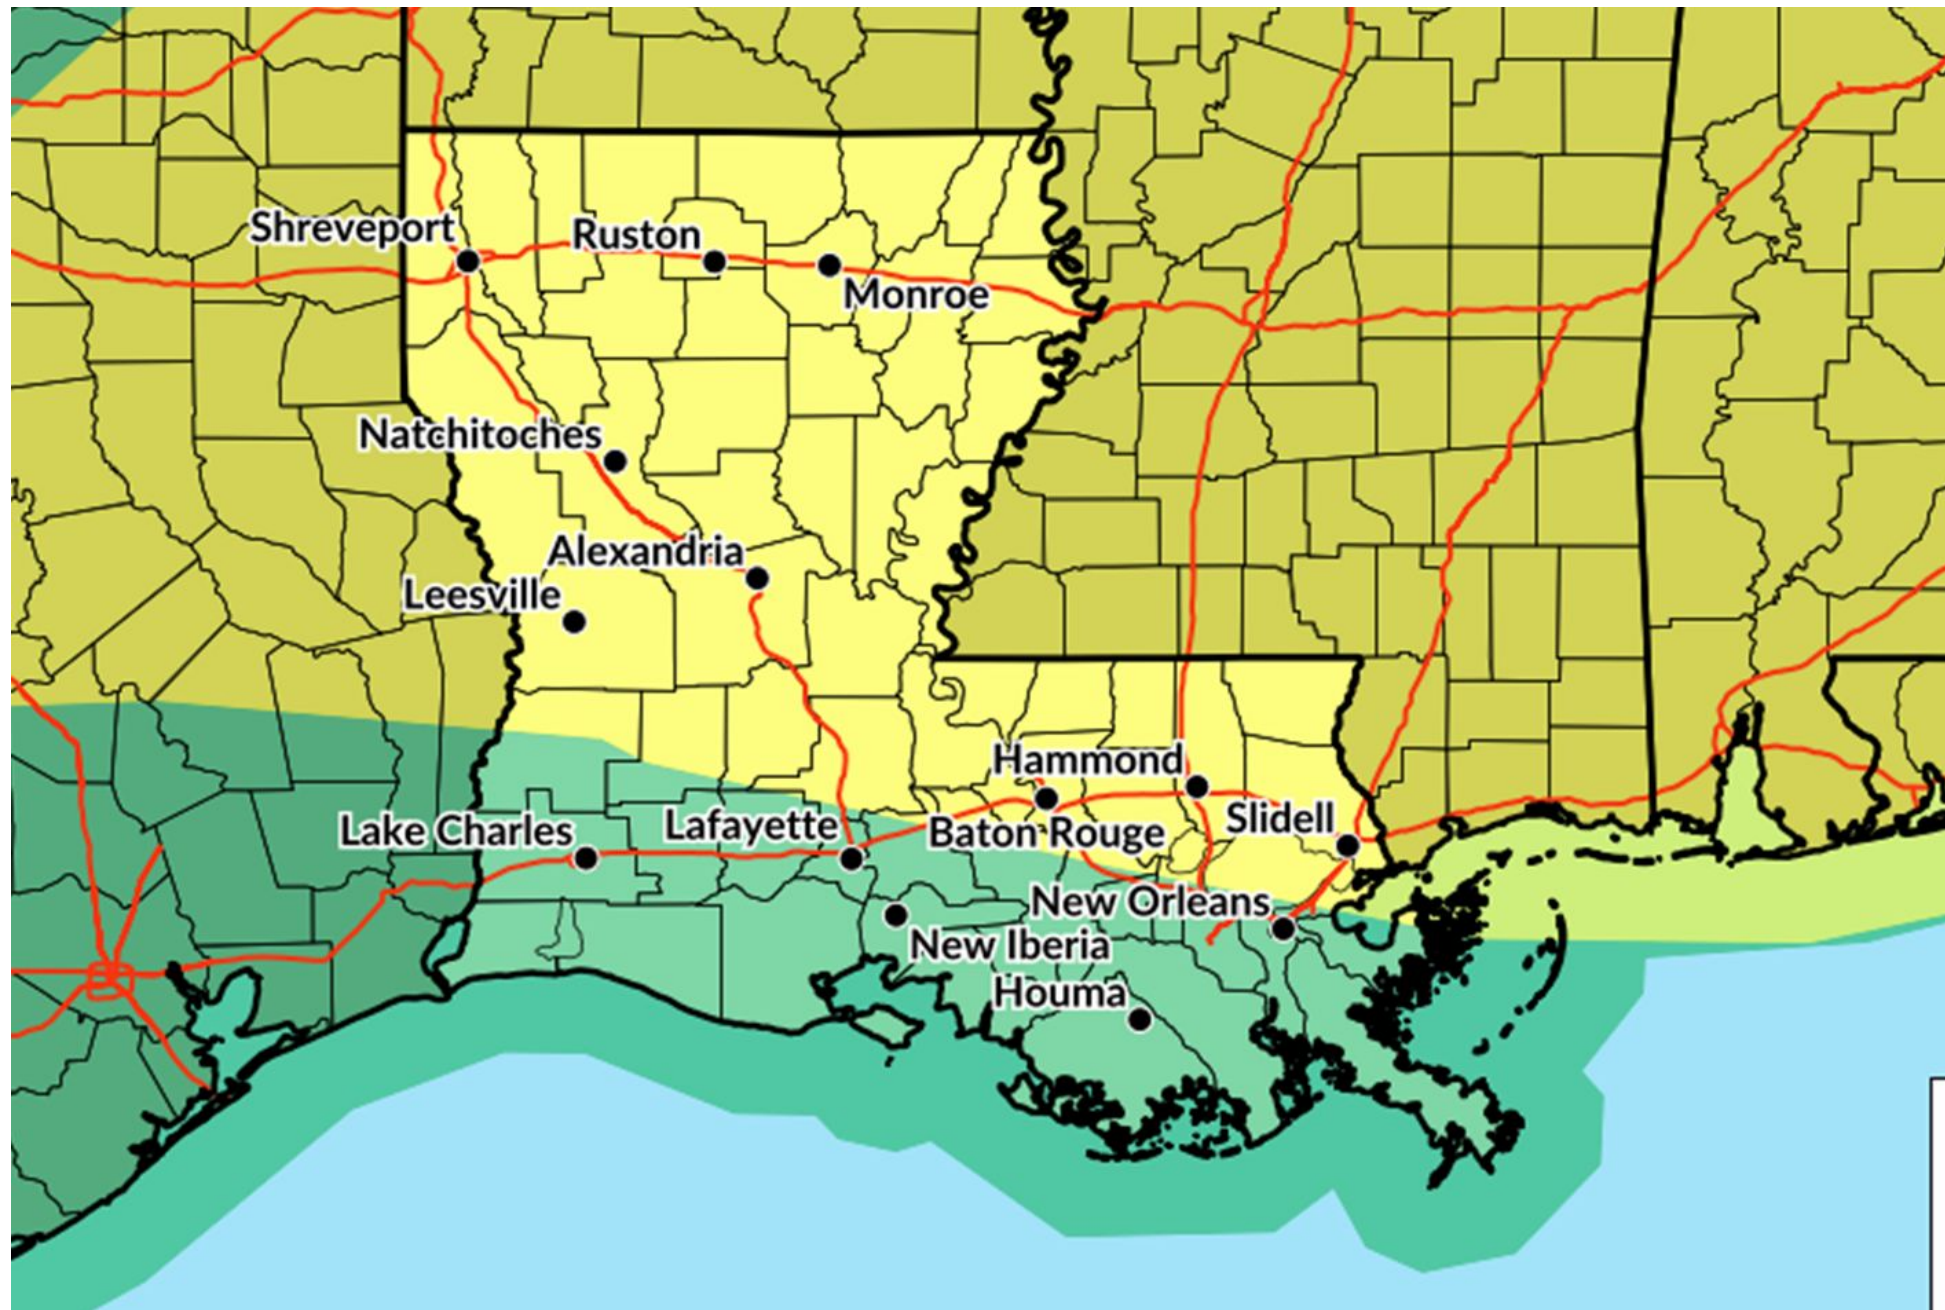 Shreveport
Ruston
Monroe
Natchitoches
Alexandria
Leesville
Hammond
Slidell
Lake Charles
Lafayette
Baton Rouge
New Orleans
New Iberia
Houma